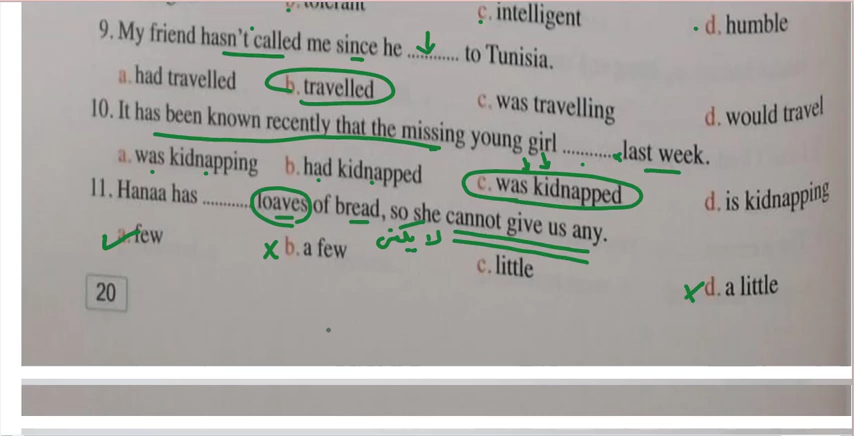 c. intelligent d. humble
9. My friend hasn't called me since he ............ to Tunisia.
a. had travelled b. travelled c. was travelling d. would travel
10. It has been known recently that the missing young girl ............ last week.
a. was kidnapping b. had kidnapped c. was kidnapped d. is kidnapping
11. Hanaa has ............ loaves of bread, so she cannot give us any.
لا
a. few b. a few c. little d. a little
20